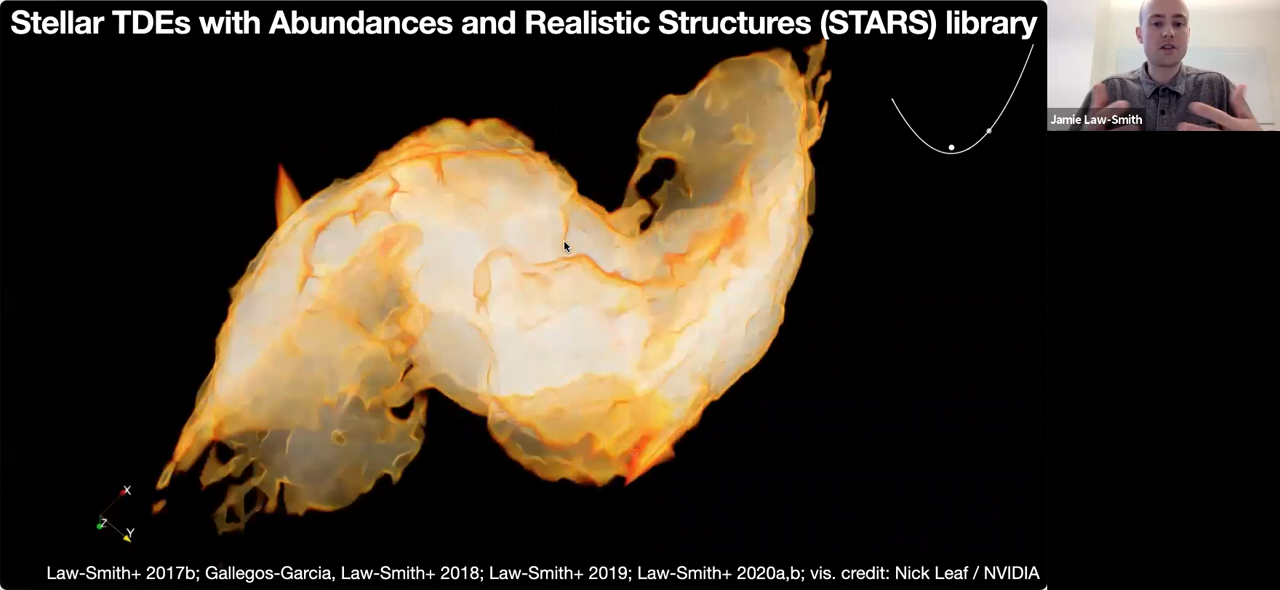 Stellar TDEs with Abundances and Realistic Structures (STARS) library
Jamie Law-Smith
X
Z
Y
Law-Smith+ 2017b; Gallegos-Garcia, Law-Smith+ 2018; Law-Smith+ 2019; Law-Smith+ 2020a,b; vis. credit: Nick Leaf / NVIDIA